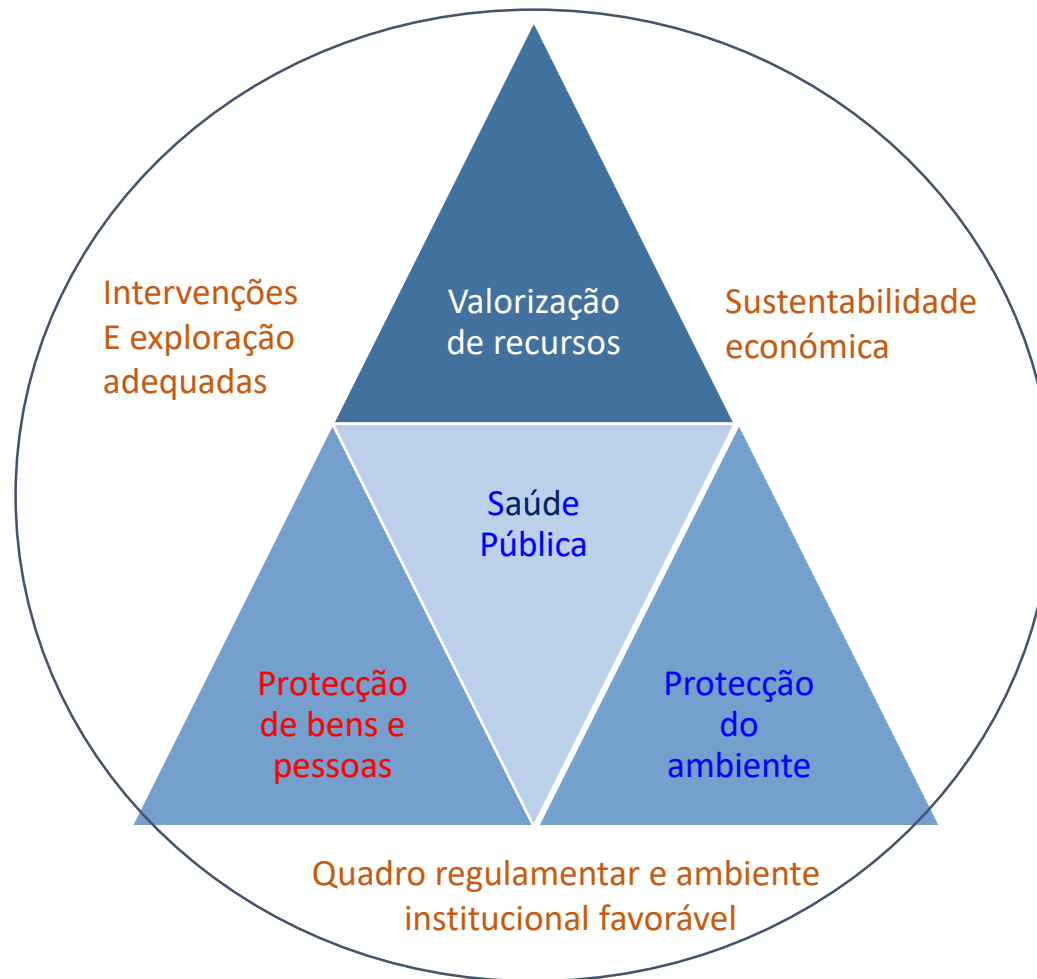 Intervenções
E exploração
adequadas
Valorização
de recursos
Sustentabilidade
económica
Saúde
Pública
Protecção
de bens e
pessoas
Protecção
do
ambiente
Quadro regulamentar e ambiente
institucional favorável